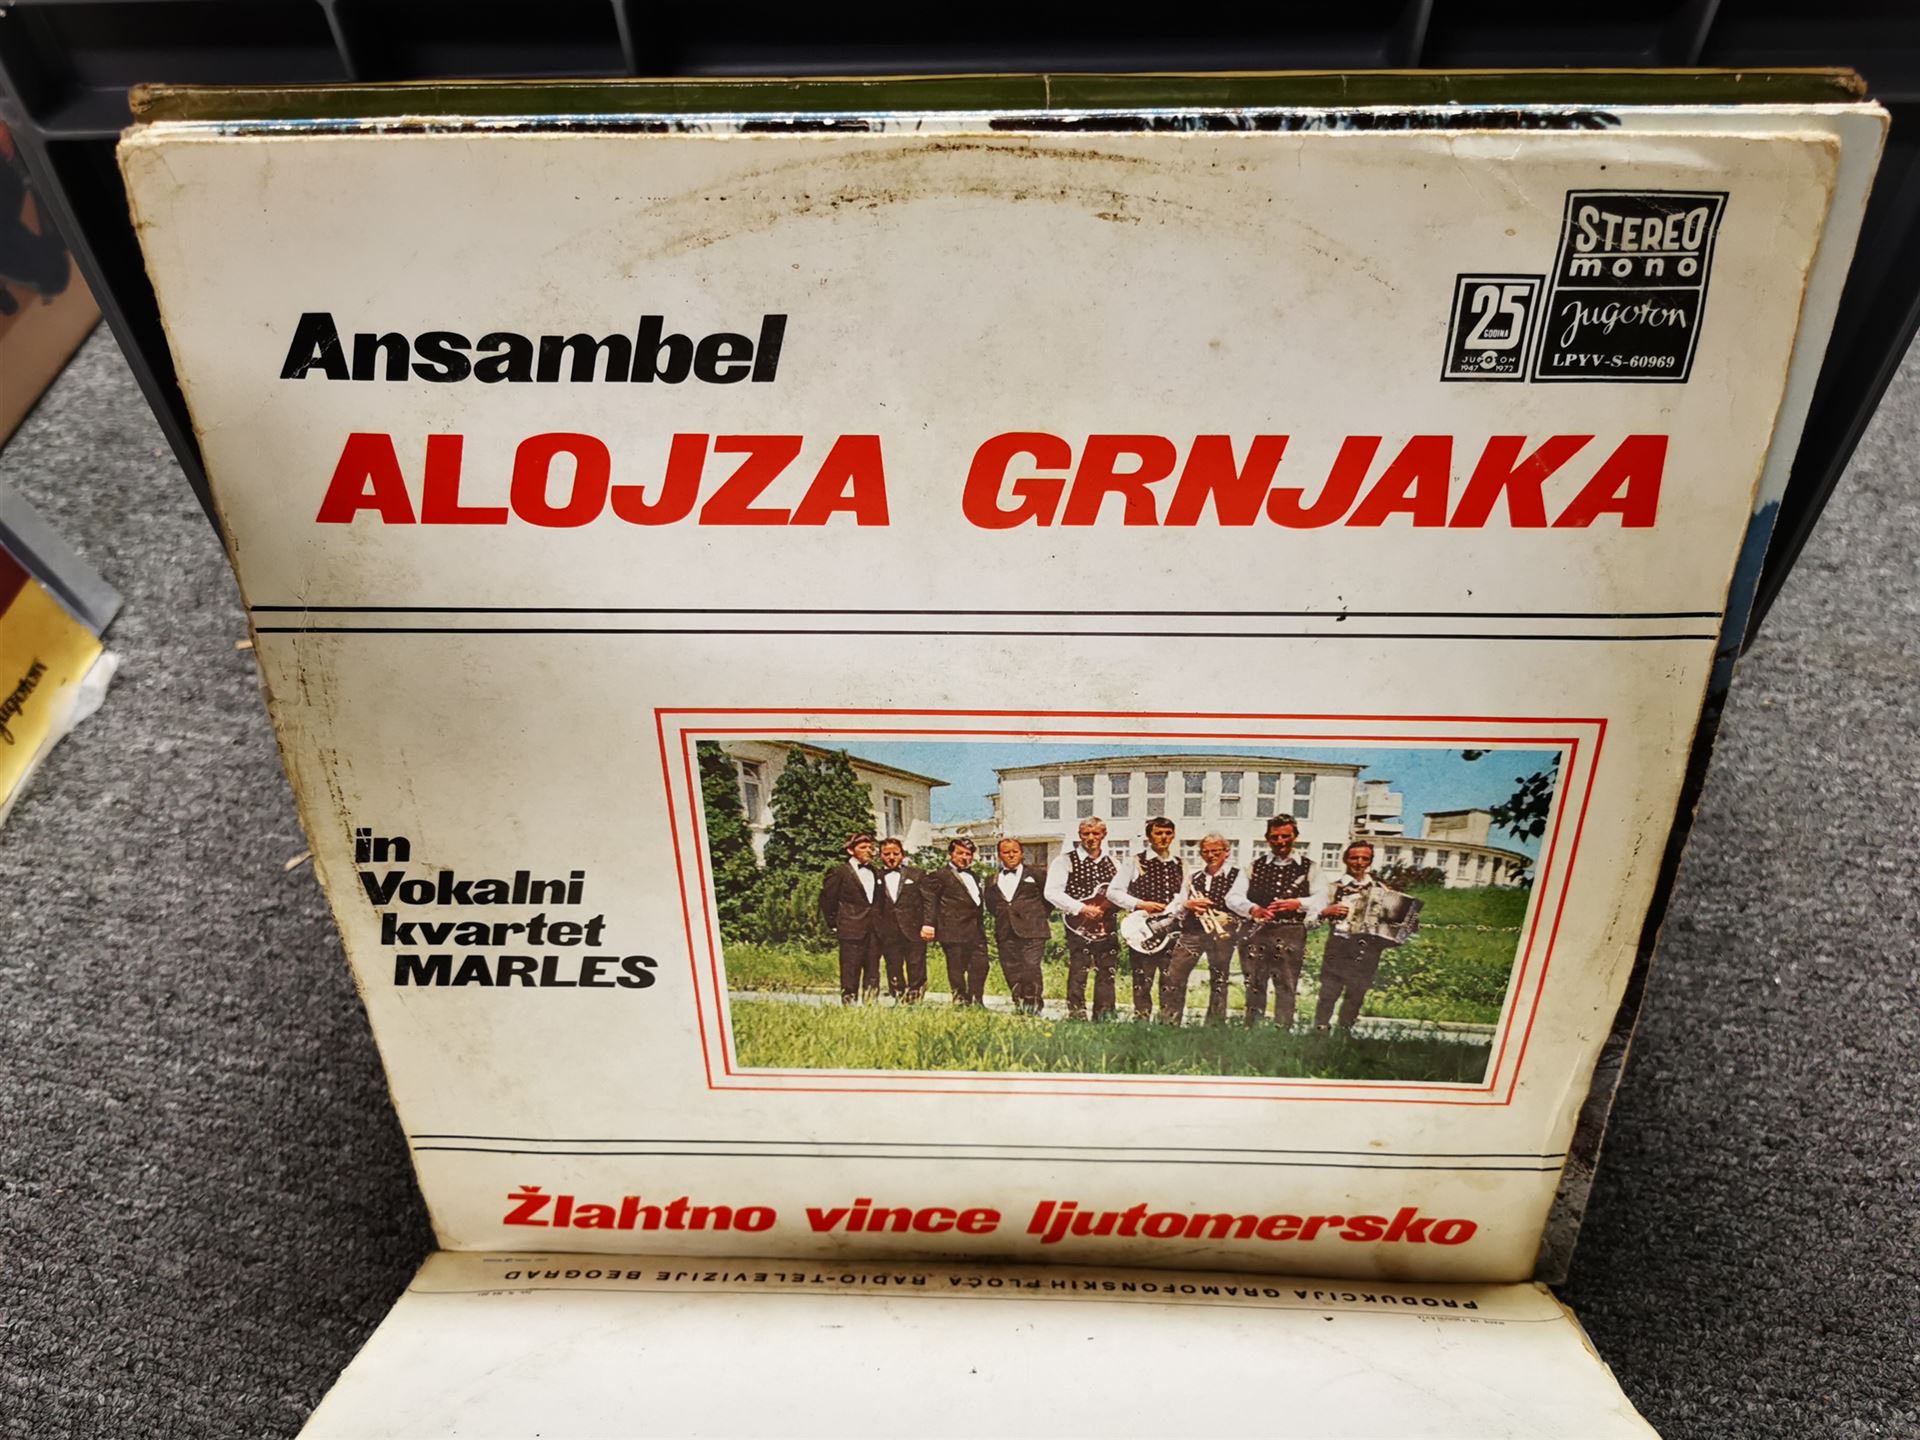 STEREO
mono
25
GODINA
JUGOTON
1947 1972
Jugoton
LPYV-S-60969
Ansambel
ALOJZA GRNJAKA
in
Vokalni
kvartet
MARLES
Žlahtno vince ljutomersko
PRODUKCIJA GRAMOFONSKIH PLOČA RADIO-TELEVIZIJE BEOGRAD
Jugoton